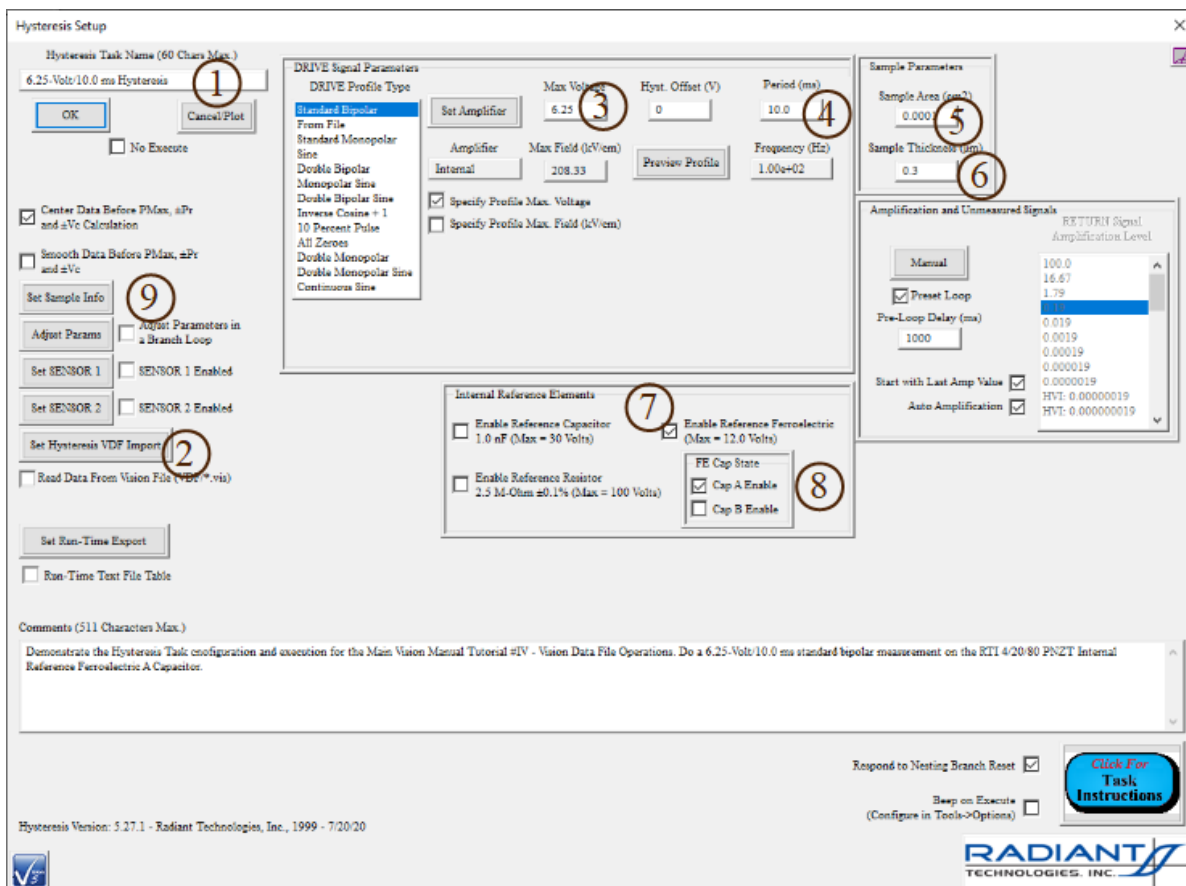 Hysteresis Setup
Hysteresis Task Name (60 Chars Max.)
6.25-Volt/10.0 ms Hysteresis
1
OK
Cancel/Plot
No Execute
Center Data Before PMax, ±Pr
and ±Vc Calculation
Smooth Data Before PMax, ±Pr
and ±Vc
Set Sample Info
9
Adjust Params
Adjust Parameters in
a Branch Loop
Set SENSOR 1
SENSOR 1 Enabled
Set SENSOR 2
SENSOR 2 Enabled
Set Hysteresis VDF Import
2
Read Data From Vision File (VDF/*.vis)
Set Run-Time Export
Run-Time Text File Table
DRIVE Signal Parameters
DRIVE Profile Type
Standard Bipolar
From File
Standard Monopolar
Sine
Double Bipolar
Monopolar Sine
Double Bipolar Sine
Inverse Cosine + 1
10 Percent Pulse
All Zeroes
Double Monopolar
Double Monopolar Sine
Continuous Sine
Set Amplifier
Amplifier
Internal
Max Voltage
6.25
3
Max Field (kV/cm)
208.33
Hyst. Offset (V)
0
Preview Profile
Period (ms)
10.0
4
Frequency (Hz)
1.00e+02
Specify Profile Max. Voltage
Specify Profile Max. Field (kV/cm)
Sample Parameters
Sample Area (cm2)
0.0001
5
Sample Thickness (µm)
0.3
6
Amplification and Unmeasured Signals
RETURN Signal
Amplification Level
Manual
Preset Loop
Pre-Loop Delay (ms)
1000
Start with Last Amp Value
Auto Amplification
100.0
16.67
1.79
0.019
0.0019
0.00019
0.000019
0.0000019
HVI: 0.00000019
HVI: 0.000000019
Internal Reference Elements
7
Enable Reference Capacitor
1.0 nF (Max = 30 Volts)
Enable Reference Ferroelectric
(Max = 12.0 Volts)
Enable Reference Resistor
2.5 M-Ohm ±0.1% (Max = 100 Volts)
FE Cap State
Cap A Enable
Cap B Enable
8
Comments (511 Characters Max.)
Demonstrate the Hysteresis Task cnofiguration and execution for the Main Vision Manual Tutorial #IV - Vision Data File Operations. Do a 6.25-Volt/10.0 ms standard bipolar measurement on the RTI 4/20/80 PNZT Internal
Reference Ferroelectric A Capacitor.
Respond to Nesting Branch Reset
Beep on Execute
(Configure in Tools->Options)
Click For
Task
Instructions
Hysteresis Version: 5.27.1 - Radiant Technologies, Inc., 1999 - 7/20/20
RADIANT
TECHNOLOGIES, INC.